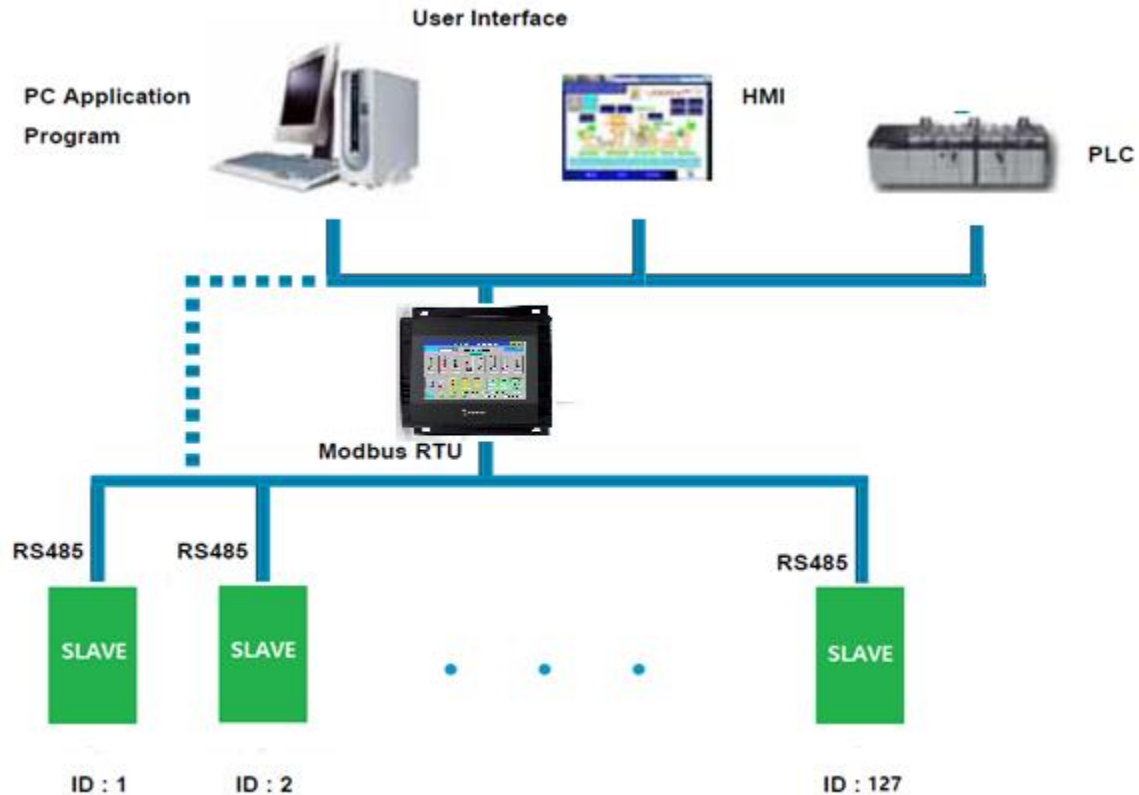 User Interface
PC Application
Program
HMI
PLC
Modbus RTU
RS485
RS485
RS485
SLAVE
SLAVE
SLAVE
ID : 1
ID : 2
ID : 127